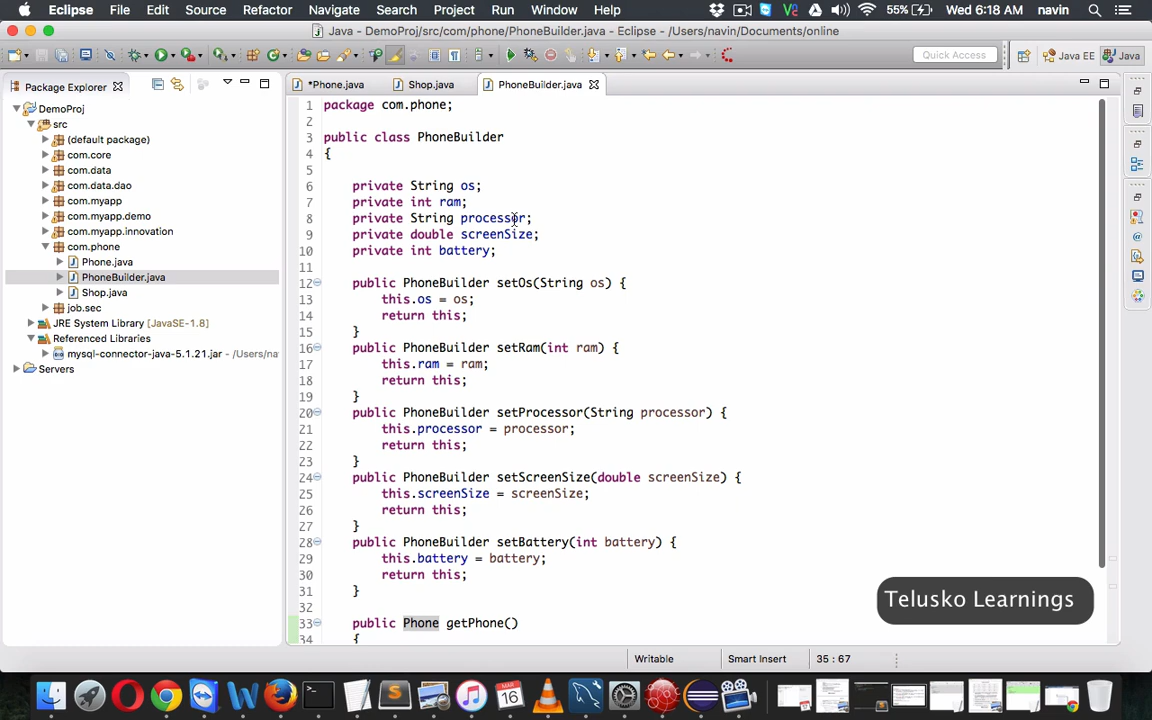 Eclipse File Edit Source Refactor Navigate Search Project Run Window Help 55% Wed 6:18 AM navin
Java - DemoProj/src/com/phone/PhoneBuilder.java - Eclipse - /Users/navin/Documents/online
Quick Access Java EE Java
Package Explorer
*Phone.java Shop.java PhoneBuilder.java
DemoProj
src
(default package)
com.core
com.data
com.data.dao
com.myapp
com.myapp.demo
com.myapp.innovation
com.phone
Phone.java
PhoneBuilder.java
Shop.java
job.sec
JRE System Library [JavaSE-1.8]
Referenced Libraries
mysql-connector-java-5.1.21.jar - /Users/na
Servers
1 package com.phone;
2
3 public class PhoneBuilder
4 {
5
6 private String os;
7 private int ram;
8 private String processor;
9 private double screenSize;
10 private int battery;
11
12 public PhoneBuilder setOs(String os) {
13 this.os = os;
14 return this;
15 }
16 public PhoneBuilder setRam(int ram) {
17 this.ram = ram;
18 return this;
19 }
20 public PhoneBuilder setProcessor(String processor) {
21 this.processor = processor;
22 return this;
23 }
24 public PhoneBuilder setScreenSize(double screenSize) {
25 this.screenSize = screenSize;
26 return this;
27 }
28 public PhoneBuilder setBattery(int battery) {
29 this.battery = battery;
30 return this;
31 }
32
33 public Phone getPhone()
34 {
Telusko Learnings
Writable Smart Insert 35 : 67
MAR
16